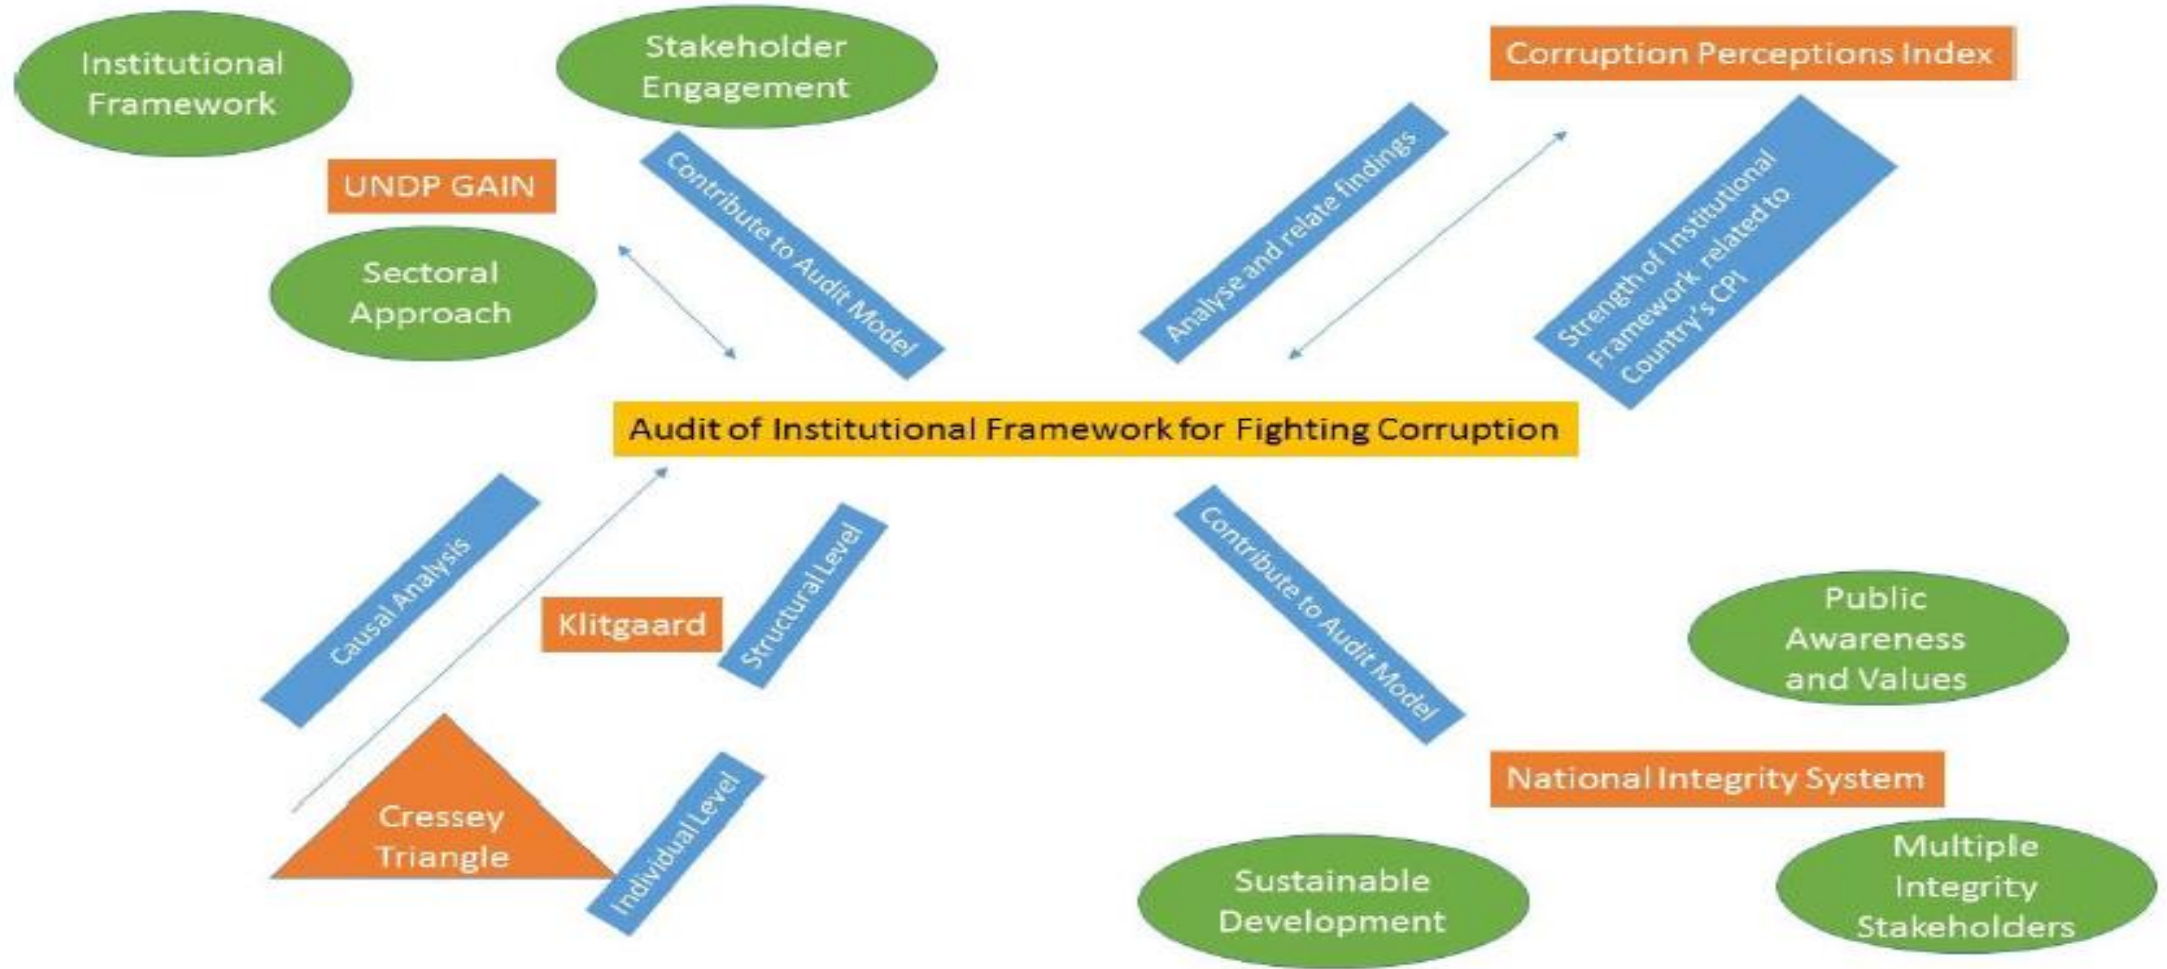 Institutional
Framework
Stakeholder
Engagement
Corruption Perceptions Index
UNDP GAIN
Sectoral
Approach
Contribute to Audit Model
Analyse and relate findings
Strength of Institutional
Framework related to
Country's CPI
Audit of Institutional Framework for Fighting Corruption
Causal Analysis
Klitgaard
Structural Level
Contribute to Audit Model
Public
Awareness
and Values
Cressey
Triangle
Individual Level
National Integrity System
Sustainable
Development
Multiple
Integrity
Stakeholders